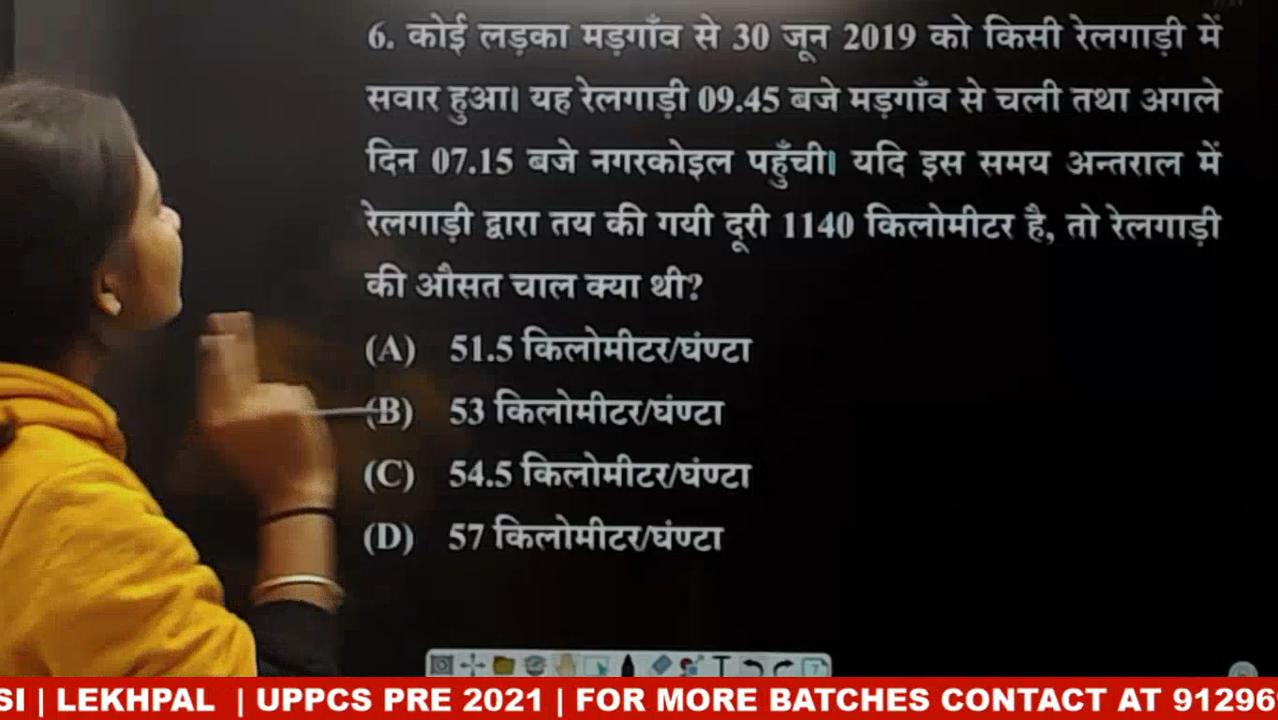 6. कोई लड़का मड़गाँव से 30 जून 2019 को किसी रेलगाड़ी में
सवार हुआ। यह रेलगाड़ी 09.45 बजे मड़गाँव से चली तथा अगले
दिन 07.15 बजे नगरकोइल पहुँची। यदि इस समय अन्तराल में
रेलगाड़ी द्वारा तय की गयी दूरी 1140 किलोमीटर है, तो रेलगाड़ी
की औसत चाल क्या थी?
(A) 51.5 किलोमीटर/घंण्टा
(B) 53 किलोमीटर/घंण्टा
(C) 54.5 किलोमीटर/घंण्टा
(D) 57 किलोमीटर/घंण्टा
SI | LEKHPAL | UPPCS PRE 2021 | FOR MORE BATCHES CONTACT AT 91296